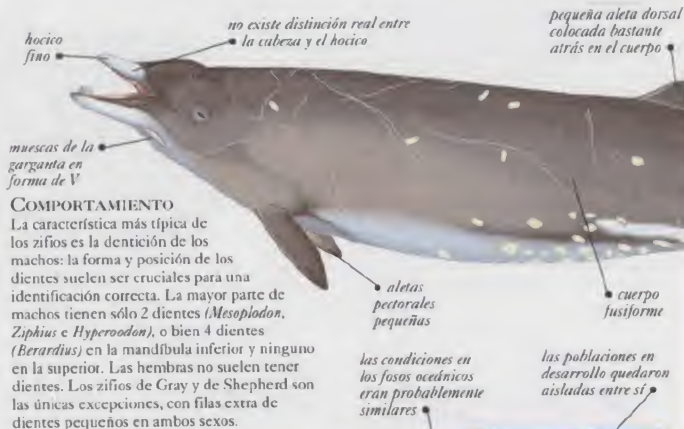 hocico
fino
no existe distinción real entre
la cabeza y el hocico
pequeña aleta dorsal
colocada bastante
atrás en el cuerpo
muescas de la
garganta en
forma de V
COMPORTAMIENTO
La característica más típica de
los zifios es la dentición de los
machos: la forma y posición de los
dientes suelen ser cruciales para una
identificación correcta. La mayor parte de
machos tienen sólo 2 dientes (Mesoplodon,
Ziphius e Hyperoodon), o bien 4 dientes
(Berardius) en la mandíbula inferior y ninguno
en la superior. Las hembras no suelen tener
dientes. Los zifios de Gray y de Shepherd son
las únicas excepciones, con filas extra de
dientes pequeños en ambos sexos.
aletas
pectorales
pequeñas
cuerpo
fusiforme
las condiciones en
los fosos oceánicos
eran probablemente
similares
las poblaciones en
desarrollo quedaron
aisladas entre sí